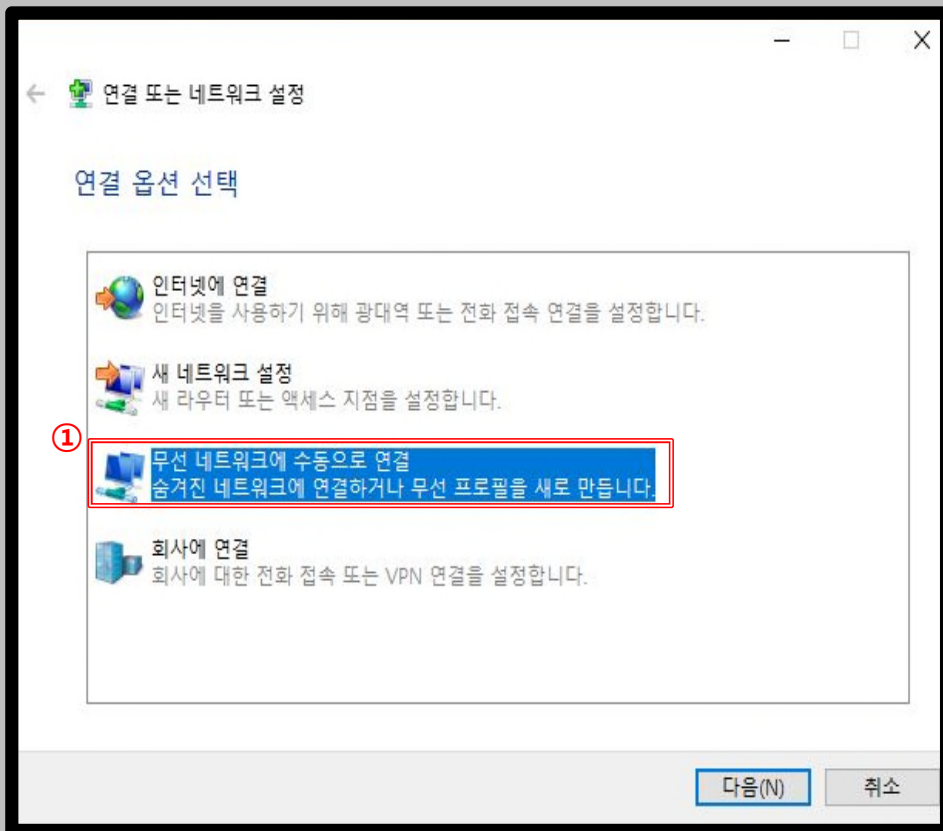 연결 또는 네트워크 설정
연결 옵션 선택
인터넷에 연결
인터넷을 사용하기 위해 광대역 또는 전화 접속 연결을 설정합니다.
새 네트워크 설정
새 라우터 또는 액세스 지점을 설정합니다.
①
무선 네트워크에 수동으로 연결
숨겨진 네트워크에 연결하거나 무선 프로필을 새로 만듭니다.
회사에 연결
회사에 대한 전화 접속 또는 VPN 연결을 설정합니다.
다음(N) 취소